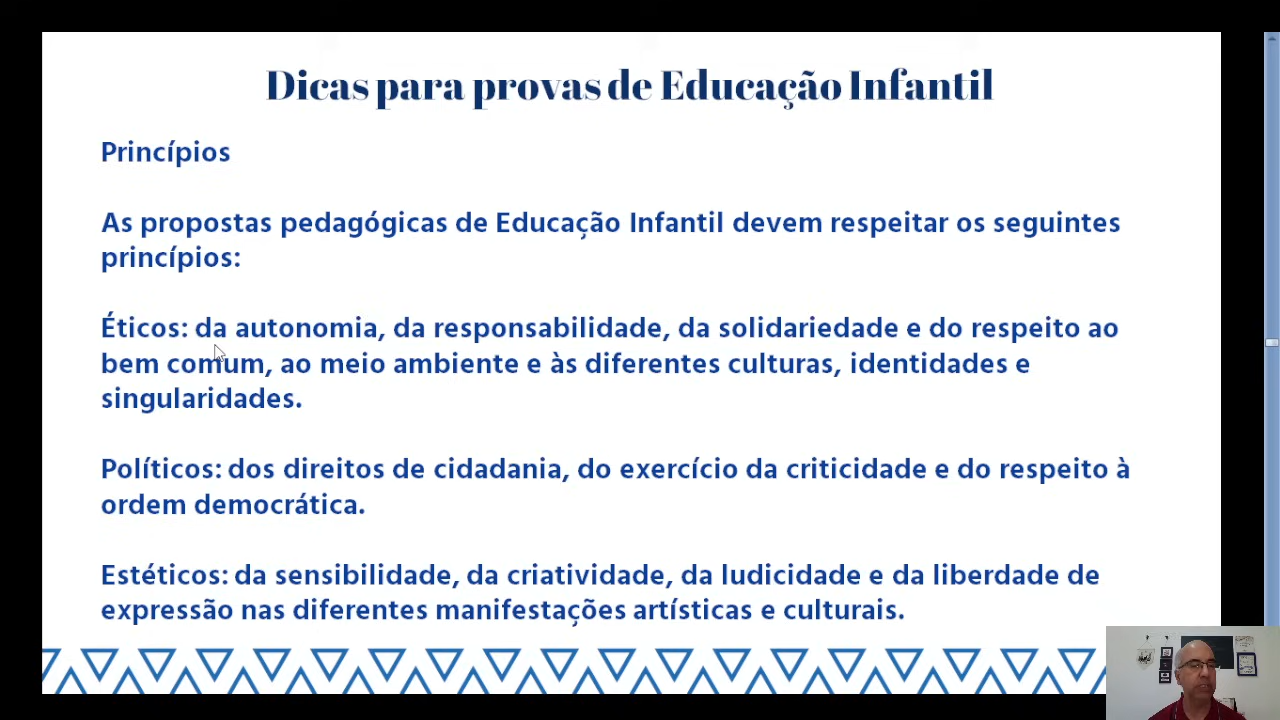 Dicas para provas de Educação Infantil
Princípios
As propostas pedagógicas de Educação Infantil devem respeitar os seguintes
princípios:
Éticos: da autonomia, da responsabilidade, da solidariedade e do respeito ao
bem comum, ao meio ambiente e às diferentes culturas, identidades e
singularidades.
Políticos: dos direitos de cidadania, do exercício da criticidade e do respeito à
ordem democrática.
Estéticos: da sensibilidade, da criatividade, da ludicidade e da liberdade de
expressão nas diferentes manifestações artísticas e culturais.